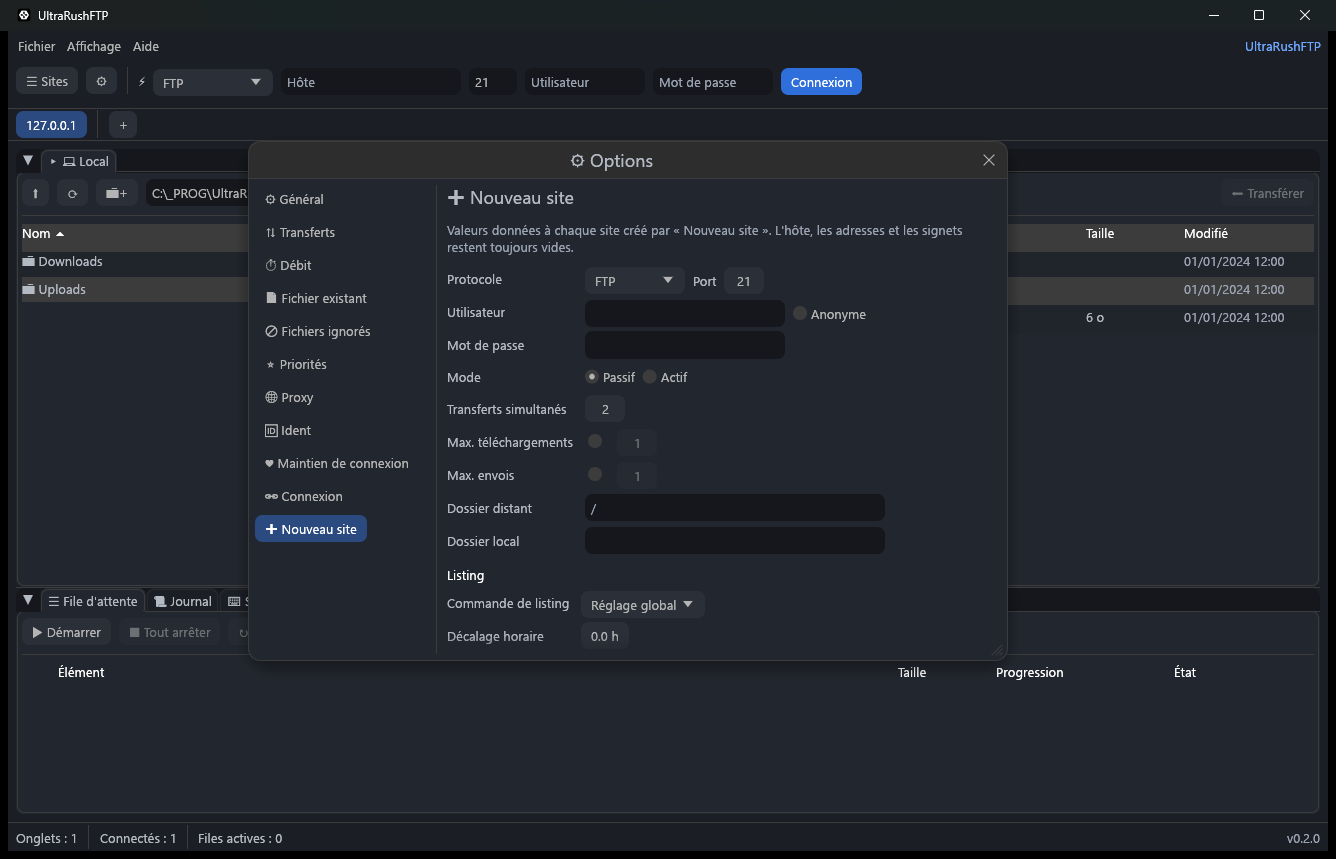 UltraRushFTP
Fichier Affichage Aide UltraRushFTP
Sites FTP Hôte 21 Utilisateur Mot de passe Connexion
127.0.0.1 +
Local
C:\_PROG\UltraR
Transférer
Nom Taille Modifié
Downloads 01/01/2024 12:00
Uploads 01/01/2024 12:00
6 o 01/01/2024 12:00
Options
Général
Transferts
Débit
Fichier existant
Fichiers ignorés
Priorités
Proxy
Ident
Maintien de connexion
Connexion
Nouveau site
Nouveau site
Valeurs données à chaque site créé par « Nouveau site ». L'hôte, les adresses et les signets
restent toujours vides.
Protocole FTP Port 21
Utilisateur Anonyme
Mot de passe
Mode Passif Actif
Transferts simultanés 2
Max. téléchargements 1
Max. envois 1
Dossier distant /
Dossier local
Listing
Commande de listing Réglage global
Décalage horaire 0.0 h
File d'attente Journal
Démarrer Tout arrêter
Élément Taille Progression État
Onglets : 1 Connectés : 1 Files actives : 0 v0.2.0